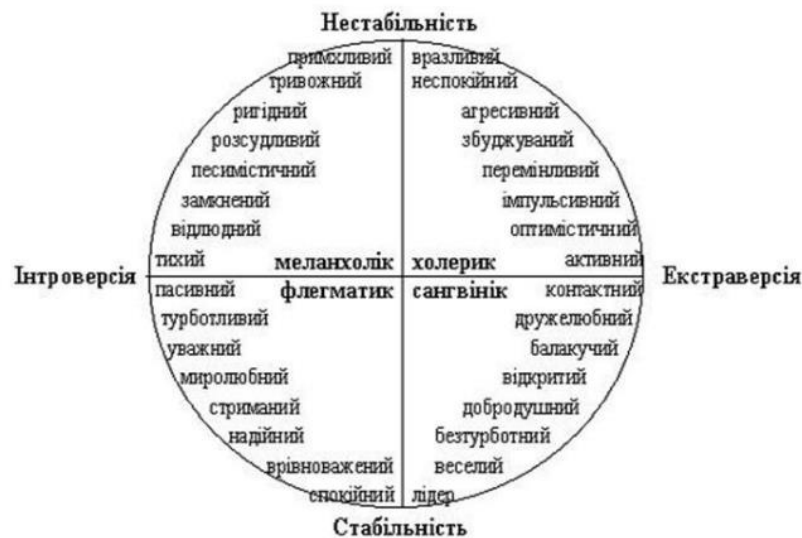 Нестабільність
примхливий вразливий
тривожний неспокійний
ригідний агресивний
розсудливий збуджуваний
песимістичний перемінливий
замкнений імпульсивний
відлюдний оптимістичний
тихий меланхолік холерик активний
Інтроверсія Екстраверсія
пасивний флегматик сангвінік контактний
турботливий дружелюбний
уважний балакучий
миролюбний відкритий
стриманий добродушний
надійний безтурботний
врівноважений веселий
спокійний лідер
Стабільність